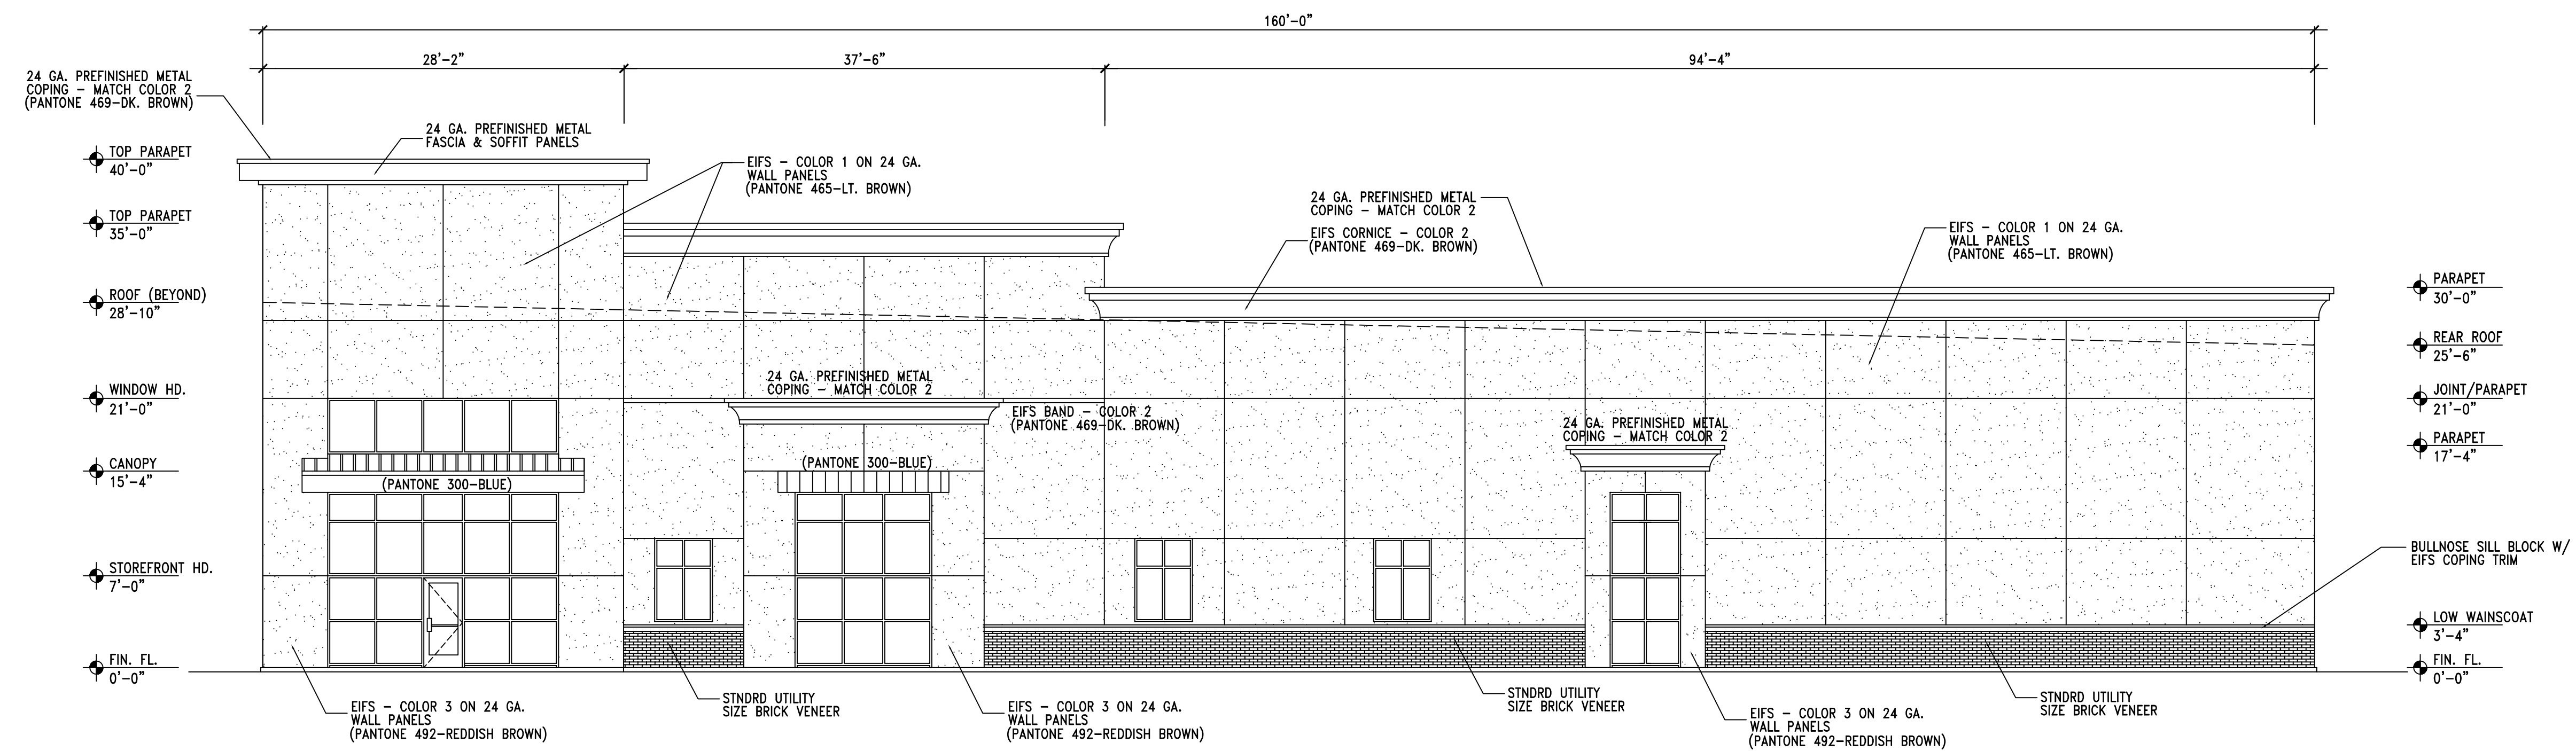 160'-0"
28'-2"
37'-6"
94'-4"
24 GA. PREFINISHED METAL
COPING - MATCH COLOR 2
(PANTONE 469-DK. BROWN)
24 GA. PREFINISHED METAL
FASCIA & SOFFIT PANELS
TOP PARAPET
40'-0"
TOP PARAPET
35'-0"
ROOF (BEYOND)
28'-10"
WINDOW HD.
21'-0"
CANOPY
15'-4"
STOREFRONT HD.
7'-0"
FIN. FL.
0'-0"
EIFS - COLOR 1 ON 24 GA.
WALL PANELS
(PANTONE 465-LT. BROWN)
24 GA. PREFINISHED METAL
COPING - MATCH COLOR 2
EIFS CORNICE - COLOR 2
(PANTONE 469-DK. BROWN)
EIFS - COLOR 1 ON 24 GA.
WALL PANELS
(PANTONE 465-LT. BROWN)
24 GA. PREFINISHED METAL
COPING - MATCH COLOR 2
EIFS BAND - COLOR 2
(PANTONE 469-DK. BROWN)
24 GA. PREFINISHED METAL
COPING - MATCH COLOR 2
(PANTONE 300-BLUE)
(PANTONE 300-BLUE)
PARAPET
30'-0"
REAR ROOF
25'-6"
JOINT/PARAPET
21'-0"
PARAPET
17'-4"
BULLNOSE SILL BLOCK W/
EIFS COPING TRIM
LOW WAINSCOAT
3'-4"
FIN. FL.
0'-0"
EIFS - COLOR 3 ON 24 GA.
WALL PANELS
(PANTONE 492-REDDISH BROWN)
STNDRD UTILITY
SIZE BRICK VENEER
EIFS - COLOR 3 ON 24 GA.
WALL PANELS
(PANTONE 492-REDDISH BROWN)
STNDRD UTILITY
SIZE BRICK VENEER
EIFS - COLOR 3 ON 24 GA.
WALL PANELS
(PANTONE 492-REDDISH BROWN)
STNDRD UTILITY
SIZE BRICK VENEER